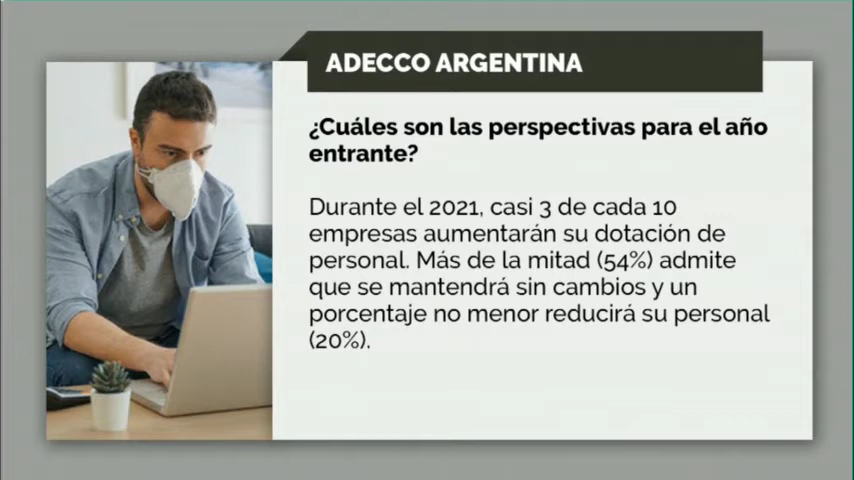 ADECCO ARGENTINA
¿Cuáles son las perspectivas para el año
entrante?
Durante el 2021, casi 3 de cada 10
empresas aumentarán su dotación de
personal. Más de la mitad (54%) admite
que se mantendrá sin cambios y un
porcentaje no menor reducirá su personal
(20%).